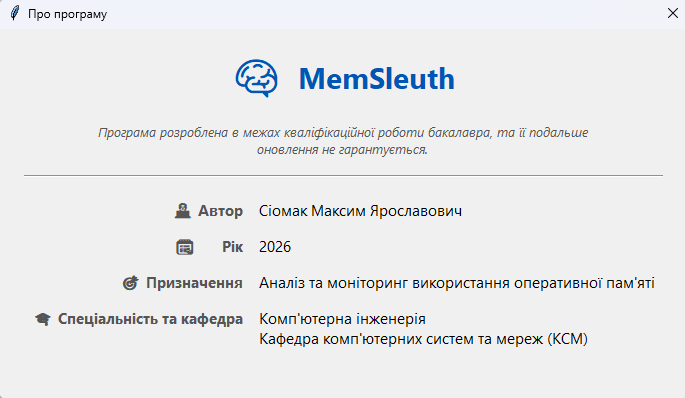 Про програму
MemSleuth
Програма розроблена в межах кваліфікаційної роботи бакалавра, та її подальше
оновлення не гарантується.
Автор Сіомак Максим Ярославович
Рік 2026
Призначення Аналіз та моніторинг використання оперативної пам'яті
Спеціальність та кафедра Комп'ютерна інженерія
Кафедра комп'ютерних систем та мереж (КСМ)